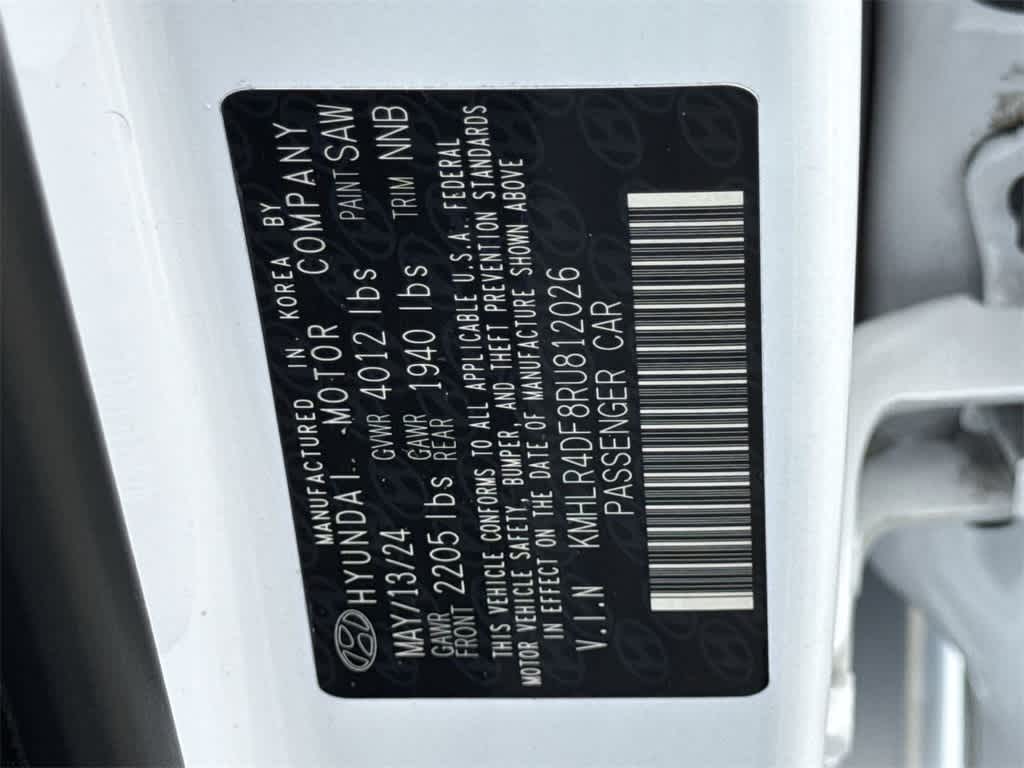 MANUFACTURED IN KOREA BY
HYUNDAI MOTOR COMPANY
MAY/13/24 GVWR 4012 lbs PAINT SAW
GAWR FRONT 2205 lbs GAWR REAR 1940 lbs TRIM NNB
THIS VEHICLE CONFORMS TO ALL APPLICABLE U.S.A. FEDERAL
MOTOR VEHICLE SAFETY, BUMPER, AND THEFT PREVENTION STANDARDS
IN EFFECT ON THE DATE OF MANUFACTURE SHOWN ABOVE
V.I.N KMHLR4DF8RU812026
PASSENGER CAR